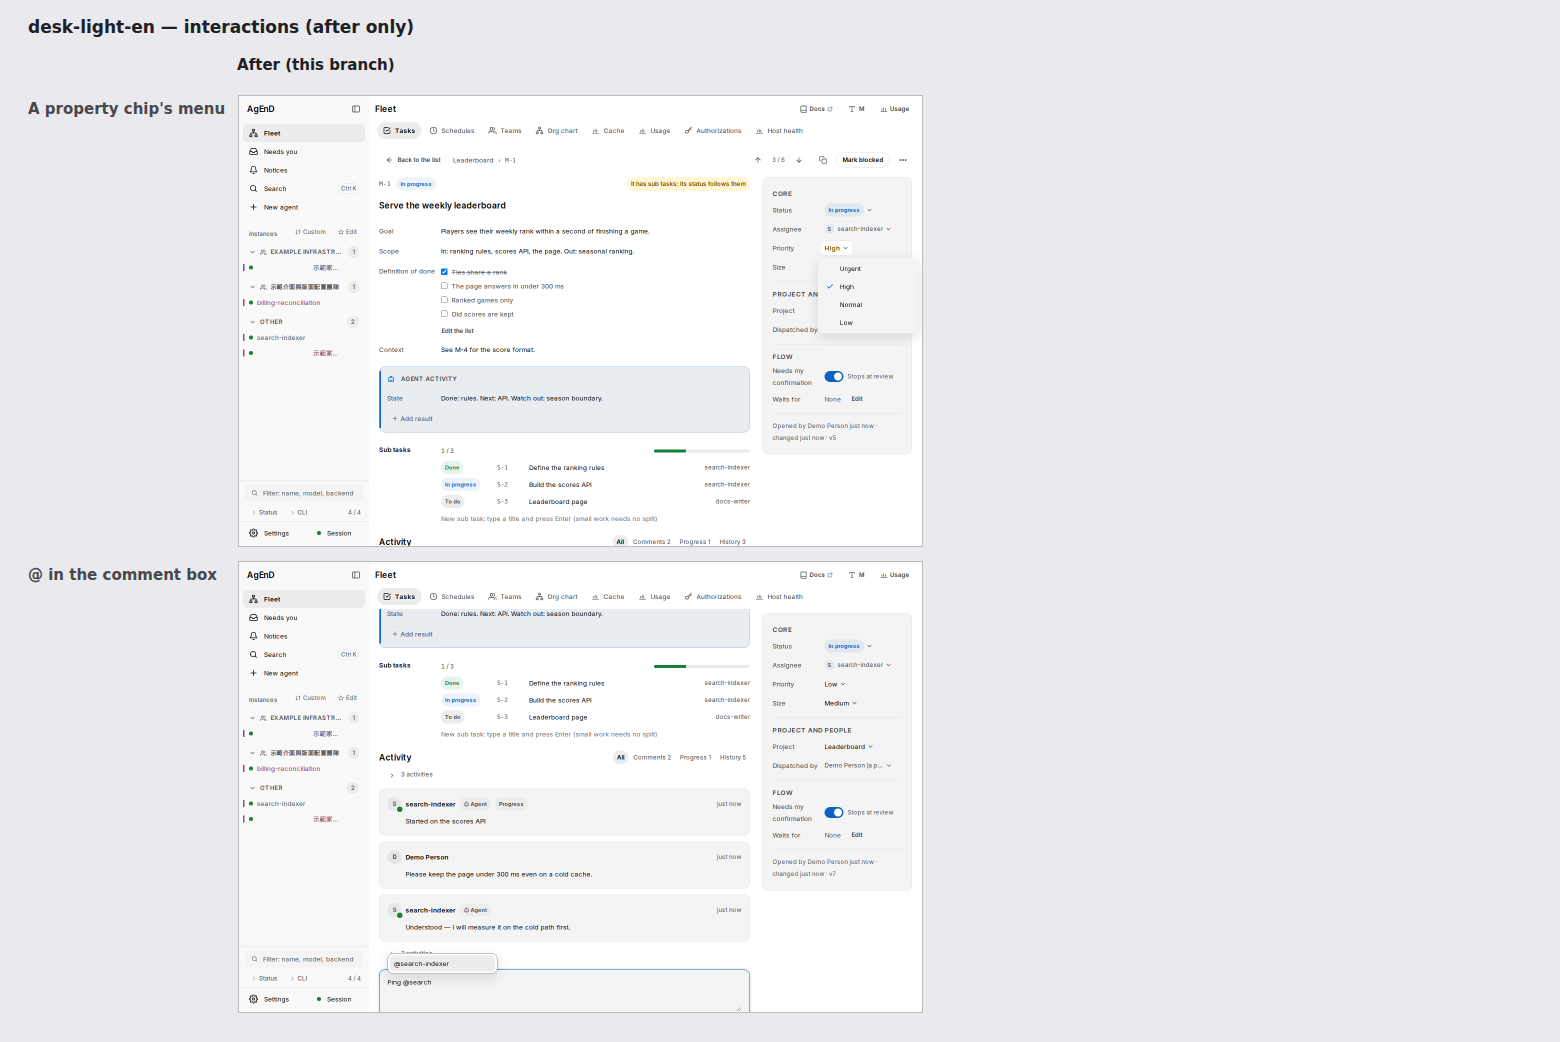 desk-light-en — interactions (after only)
After (this branch)
A property chip's menu
AgEnD
Fleet
Needs you
Notices
Search Ctrl K
New agent
Instances Custom Edit
EXAMPLE INFRASTR... 1
示範家...
示範介面與版面配置團隊 1
billing-reconciliation
OTHER 2
search-indexer
示範家...
Filter: name, model, backend
Status CLI 4 / 4
Settings Session
Fleet
Docs M Usage
Tasks Schedules Teams Org chart Cache Usage Authorizations Host health
Back to the list Leaderboard › M-1
3 / 6 Mark blocked
M-1 In progress It has sub tasks: its status follows them
Serve the weekly leaderboard
Goal Players see their weekly rank within a second of finishing a game.
Scope In: ranking rules, scores API, the page. Out: seasonal ranking.
Definition of done Ties share a rank
The page answers in under 300 ms
Ranked games only
Old scores are kept
Edit the list
Context See M-4 for the score format.
AGENT ACTIVITY
State Done: rules. Next: API. Watch out: season boundary.
+ Add result
Sub tasks 1 / 3
Done S-1 Define the ranking rules search-indexer
In progress S-2 Build the scores API search-indexer
To do S-3 Leaderboard page docs-writer
New sub task: type a title and press Enter (small work needs no split)
Activity All Comments 2 Progress 1 History 3
CORE
Status In progress
Assignee S search-indexer
Priority High
Size
Urgent
High
Normal
Low
PROJECT AN
Project
Dispatched by
FLOW
Needs my confirmation Stops at review
Waits for None Edit
Opened by Demo Person just now ·
changed just now · v5
@ in the comment box
AgEnD
Fleet
Needs you
Notices
Search Ctrl K
New agent
Instances Custom Edit
EXAMPLE INFRASTR... 1
示範家...
示範介面與版面配置團隊 1
billing-reconciliation
OTHER 2
search-indexer
示範家...
Filter: name, model, backend
Status CLI 4 / 4
Settings Session
Fleet
Docs M Usage
Tasks Schedules Teams Org chart Cache Usage Authorizations Host health
State Done: rules. Next: API. Watch out: season boundary.
+ Add result
Sub tasks 1 / 3
Done S-1 Define the ranking rules search-indexer
In progress S-2 Build the scores API search-indexer
To do S-3 Leaderboard page docs-writer
New sub task: type a title and press Enter (small work needs no split)
Activity All Comments 2 Progress 1 History 5
3 activities
S search-indexer Agent Progress just now
Started on the scores API
D Demo Person just now
Please keep the page under 300 ms even on a cold cache.
S search-indexer Agent just now
Understood — I will measure it on the cold path first.
@search-indexer
Ping @search
CORE
Status In progress
Assignee S search-indexer
Priority Low
Size Medium
PROJECT AND PEOPLE
Project Leaderboard
Dispatched by Demo Person (a p...
FLOW
Needs my confirmation Stops at review
Waits for None Edit
Opened by Demo Person just now ·
changed just now · v7